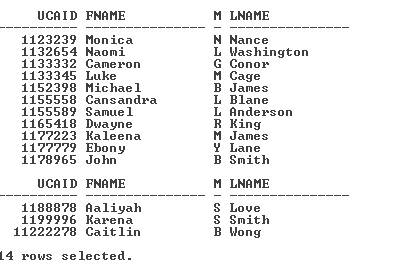 UCAID FNAME M LNAME
---------- -------------------- - --------------------
1123239 Monica N Nance
1132654 Naomi L Washington
1133332 Cameron G Conor
1133345 Luke M Cage
1152398 Michael B James
1155558 Cansandra L Blane
1155589 Samuel L Anderson
1165418 Dwayne R King
1177223 Kaleena M James
1177779 Ebony Y Lane
1178965 John B Smith
UCAID FNAME M LNAME
---------- -------------------- - --------------------
1188878 Aaliyah S Love
1199996 Karena S Smith
11222278 Caitlin B Wong
14 rows selected.